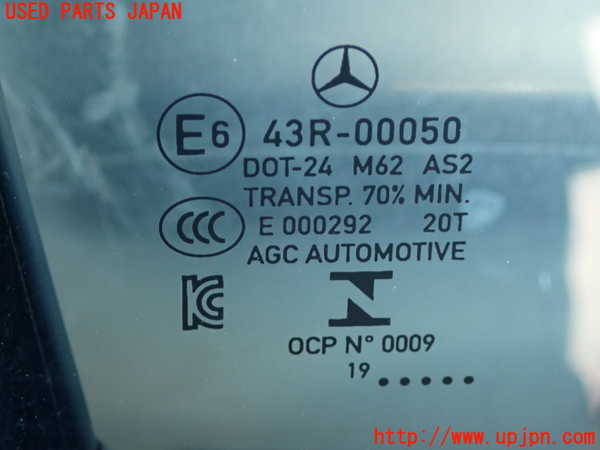 USED PARTS JAPAN
E6 43R-00050
DOT-24 M62 AS2
TRANSP. 70% MIN.
CCC E 000292 20T
AGC AUTOMOTIVE
KC
OCP N° 0009
19 .....
http://www.upjpn.com/